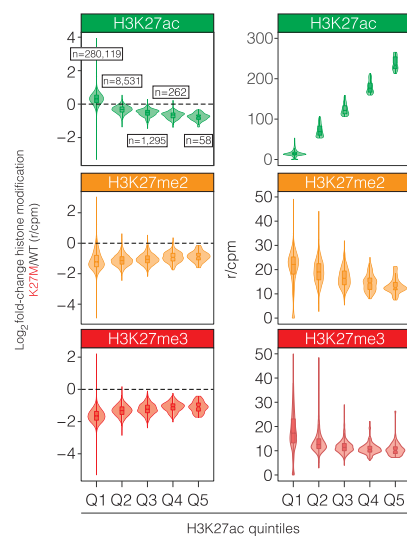 H3K27ac
H3K27ac
4
2
0
−2
n=280,119
n=8,531
n=262
n=1,295
n=58
300
200
100
0
H3K27me2
H3K27me2
2
0
−2
−4
50
40
30
20
10
0
H3K27me3
H3K27me3
2
0
−2
−4
50
40
30
20
10
0
Log2fold-change histone modification
K27M/WT (r/cpm)
r/cpm
Q1 Q2 Q3 Q4 Q5
Q1 Q2 Q3 Q4 Q5
H3K27ac quintiles